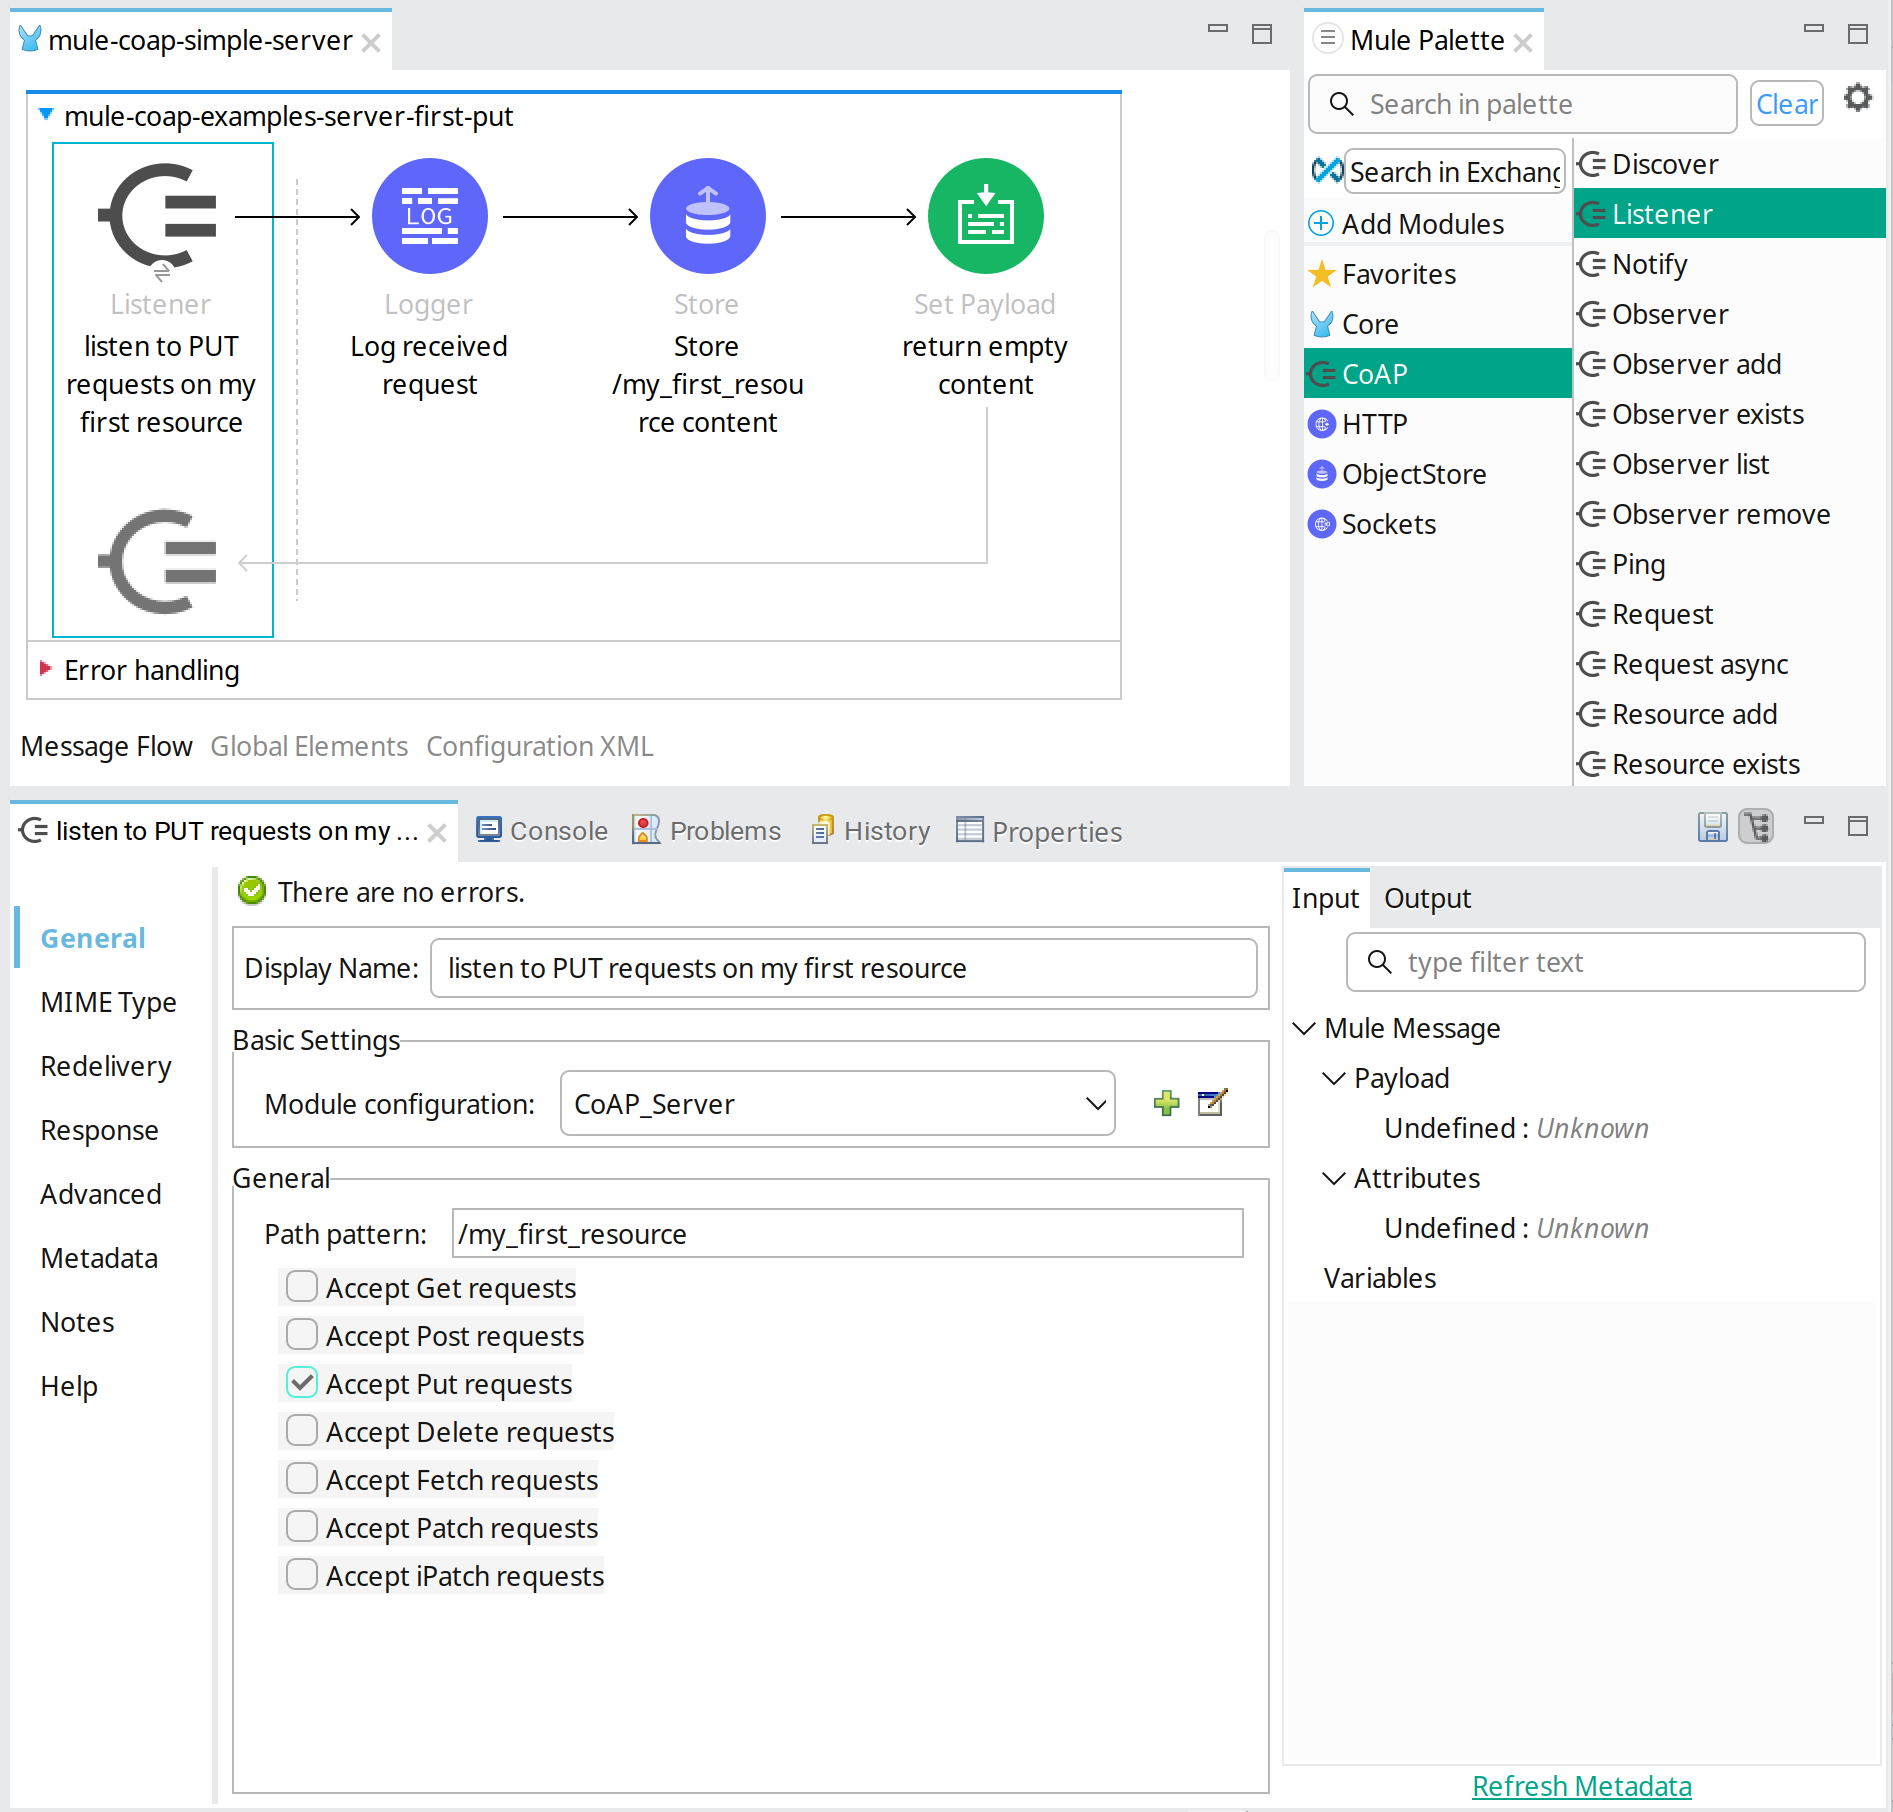 mule-coap-simple-server
mule-coap-examples-server-first-put
LOG
Listener
listen to PUT
requests on my
first resource
Logger
Log received
request
Store
Store
/my_first_resou
rce content
Set Payload
return empty
content
Error handling
Message Flow Global Elements Configuration XML
Mule Palette
Search in palette
Clear
Search in Exchang
Add Modules
Favorites
Core
CoAP
HTTP
ObjectStore
Sockets
Discover
Listener
Notify
Observer
Observer add
Observer exists
Observer list
Observer remove
Ping
Request
Request async
Resource add
Resource exists
listen to PUT requests on my ... Console Problems History Properties
General
MIME Type
Redelivery
Response
Advanced
Metadata
Notes
Help
There are no errors.
Display Name: listen to PUT requests on my first resource
Basic Settings
Module configuration: CoAP_Server
General
Path pattern: /my_first_resource
Accept Get requests
Accept Post requests
Accept Put requests
Accept Delete requests
Accept Fetch requests
Accept Patch requests
Accept iPatch requests
Input Output
type filter text
Mule Message
Payload
Undefined : Unknown
Attributes
Undefined : Unknown
Variables
Refresh Metadata